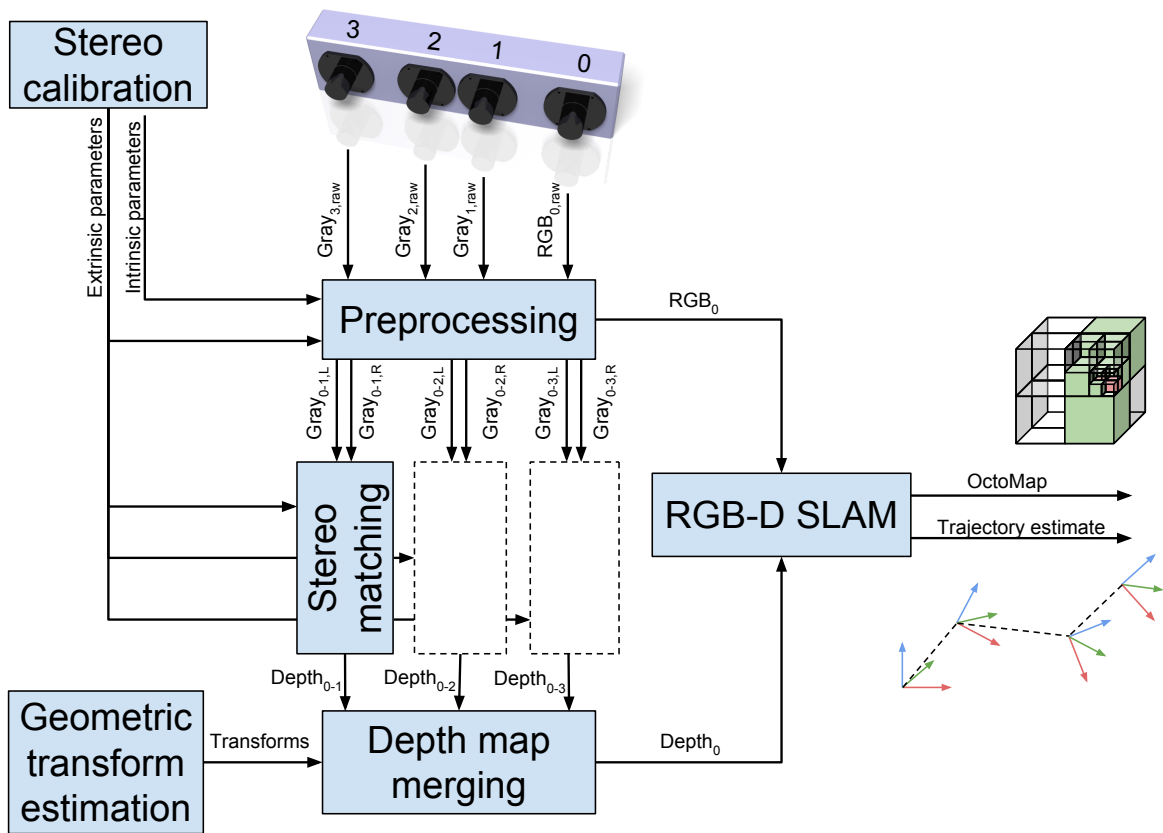 Stereo
calibration
3 2 1 0
Extrinsic parameters
Intrinsic parameters
Gray3,raw
Gray2,raw
Gray1,raw
RGB0,raw
Preprocessing
RGB0
Gray0-1,L
Gray0-1,R
Gray0-2,L
Gray0-2,R
Gray0-3,L
Gray0-3,R
Stereo
matching
RGB-D SLAM
OctoMap
Trajectory estimate
Depth0-1
Depth0-2
Depth0-3
Geometric
transform
estimation
Transforms
Depth map
merging
Depth0